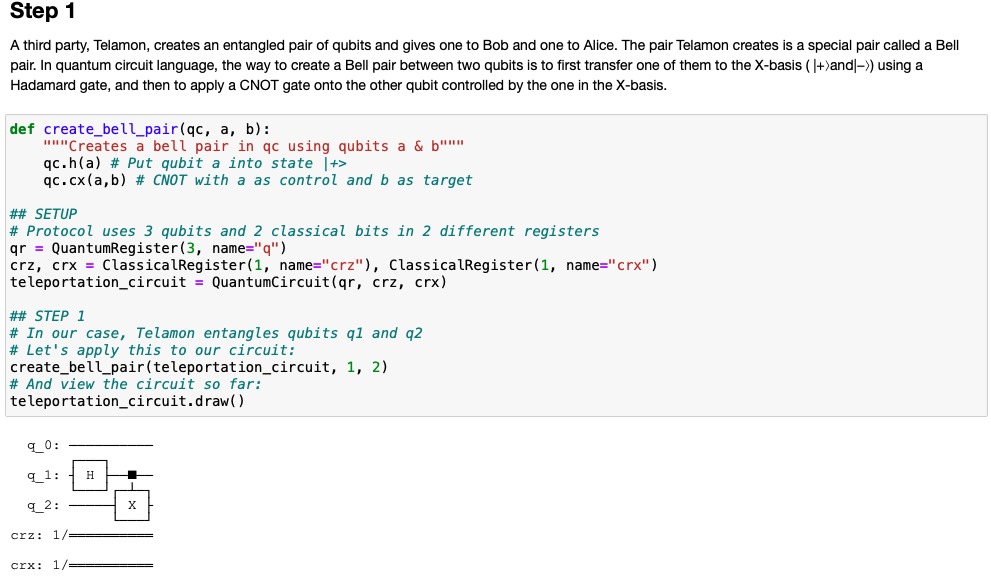 Step 1
A third party, Telamon, creates an entangled pair of qubits and gives one to Bob and one to Alice. The pair Telamon creates is a special pair called a Bell
pair. In quantum circuit language, the way to create a Bell pair between two qubits is to first transfer one of them to the X-basis ( |+⟩and|−⟩) using a
Hadamard gate, and then to apply a CNOT gate onto the other qubit controlled by the one in the X-basis.
def create_bell_pair(qc, a, b):
    """Creates a bell pair in qc using qubits a & b"""
    qc.h(a) # Put qubit a into state |+>
    qc.cx(a,b) # CNOT with a as control and b as target
## SETUP
# Protocol uses 3 qubits and 2 classical bits in 2 different registers
qr = QuantumRegister(3, name="q")
crz, crx = ClassicalRegister(1, name="crz"), ClassicalRegister(1, name="crx")
teleportation_circuit = QuantumCircuit(qr, crz, crx)
## STEP 1
# In our case, Telamon entangles qubits q1 and q2
# Let's apply this to our circuit:
create_bell_pair(teleportation_circuit, 1, 2)
# And view the circuit so far:
teleportation_circuit.draw()
q_0:
q_1: H
q_2: X
crz: 1/
crx: 1/